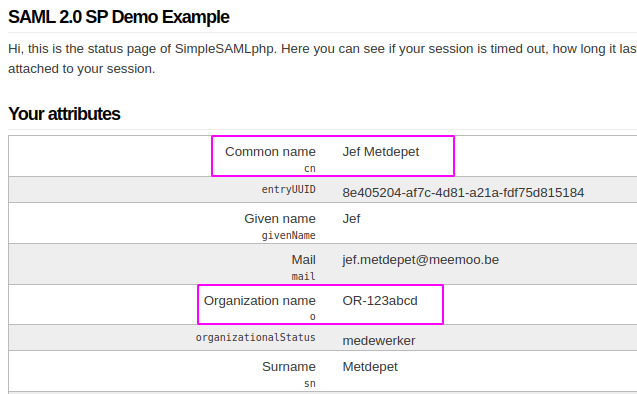 SAML 2.0 SP Demo Example
Hi, this is the status page of SimpleSAMLphp. Here you can see if your session is timed out, how long it las
attached to your session.
Your attributes
Common name Jef Metdepet
cn
entryUUID 8e405204-af7c-4d81-a21a-fdf75d815184
Given name Jef
givenName
Mail jef.metdepet@meemoo.be
mail
Organization name OR-123abcd
o
organizationalStatus medewerker
Surname Metdepet
sn